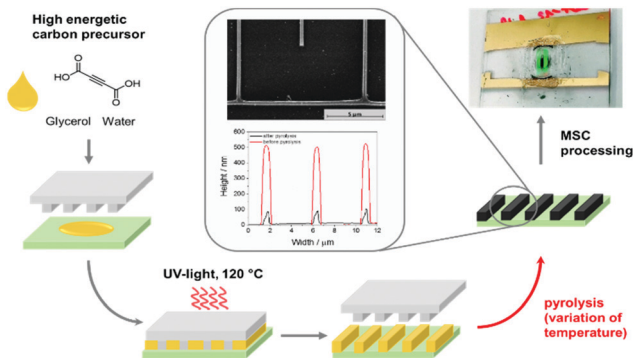 High energetic
carbon precursor
HO
O
O
OH
Glycerol Water
UV-light, 120 °C
5 µm
after pyrolysis
before pyrolysis
Height / nm
600
500
400
300
200
100
0
0 2 4 6 8 10 12
Width / µm
MSC
processing
pyrolysis
(variation of
temperature)